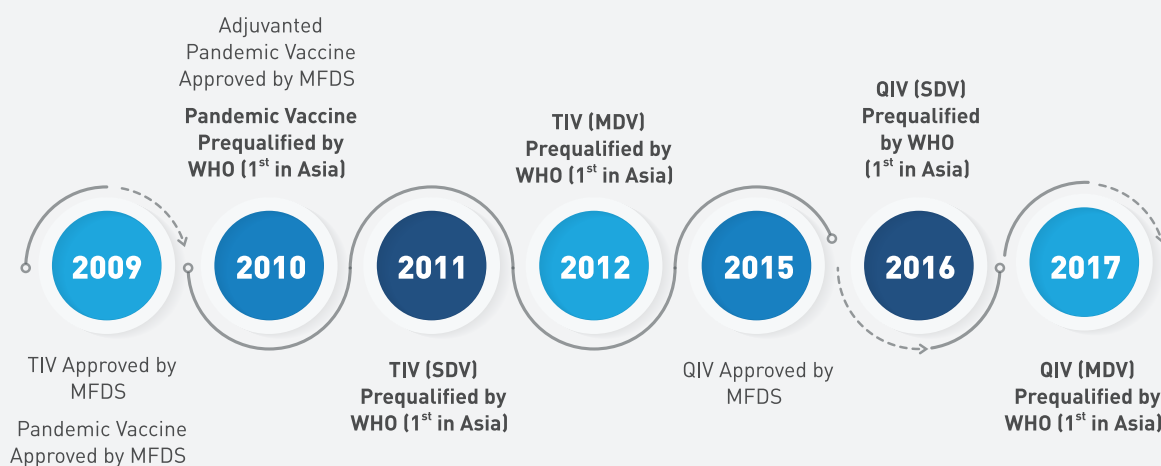 2009
TIV Approved by
MFDS
Pandemic Vaccine
Approved by MFDS
Adjuvanted
Pandemic Vaccine
Approved by MFDS
Pandemic Vaccine
Prequalified by
WHO (1st in Asia)
2010
2011
TIV (SDV)
Prequalified by
WHO (1st in Asia)
TIV (MDV)
Prequalified by
WHO (1st in Asia)
2012
2015
QIV Approved by
MFDS
QIV (SDV)
Prequalified
by WHO
(1st in Asia)
2016
2017
QIV (MDV)
Prequalified by
WHO (1st in Asia)